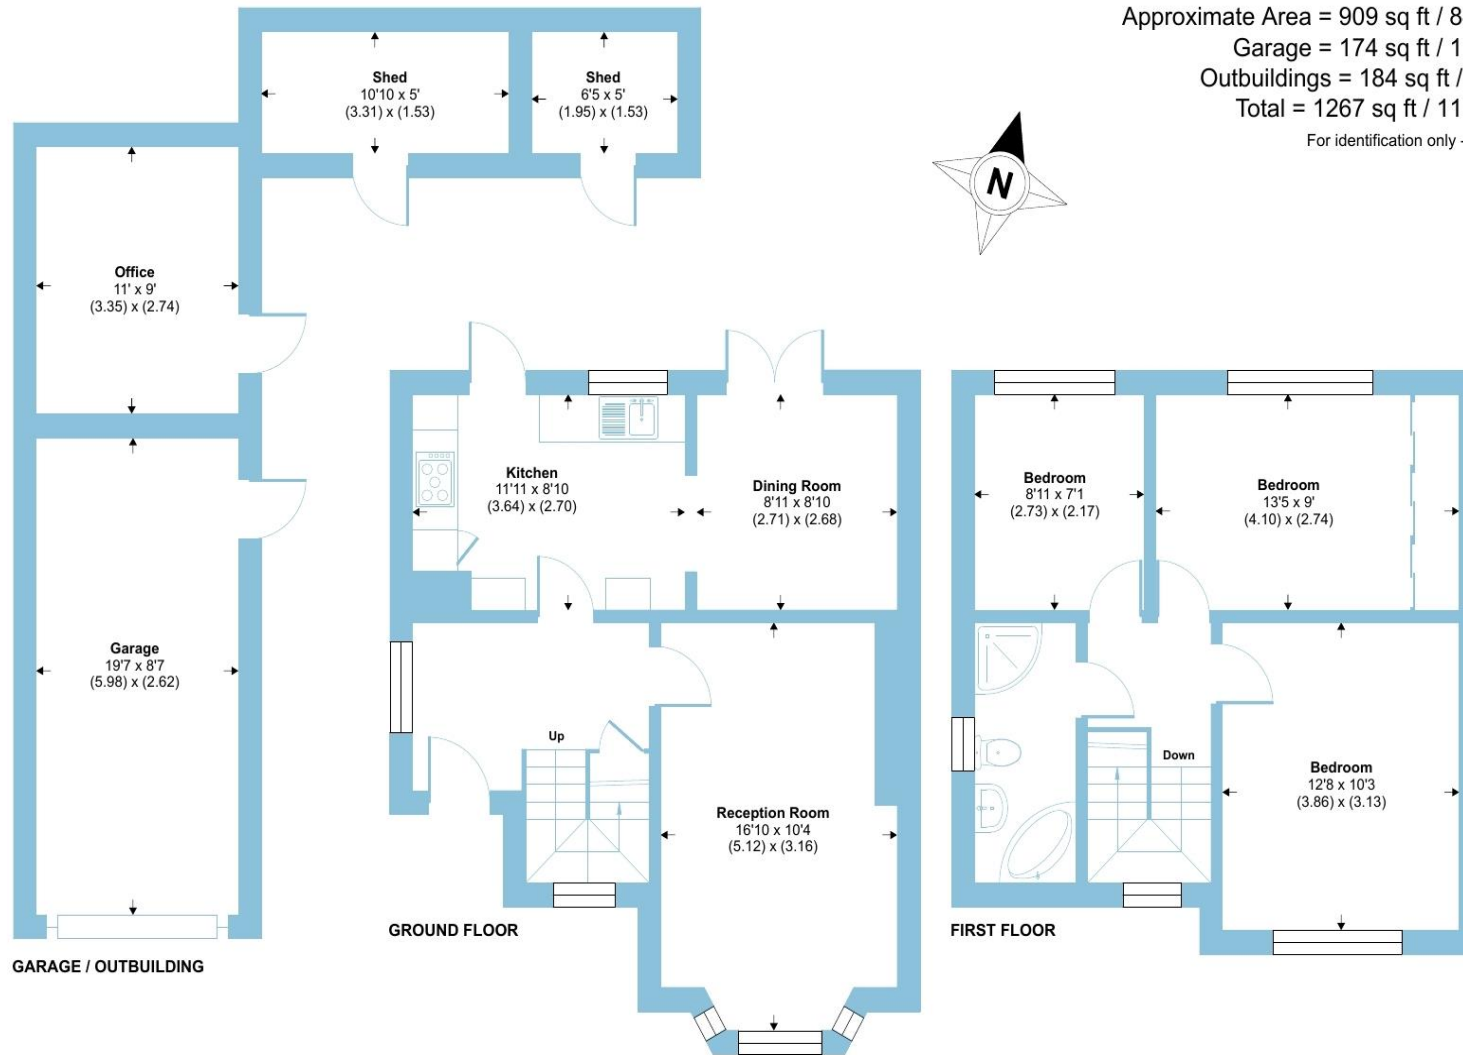 Approximate Area = 909 sq ft / 8
Garage = 174 sq ft / 1
Outbuildings = 184 sq ft /
Total = 1267 sq ft / 11
For identification only -
N
Shed
10'10 x 5'
(3.31) x (1.53)
Shed
6'5 x 5'
(1.95) x (1.53)
Office
11' x 9'
(3.35) x (2.74)
Garage
19'7 x 8'7
(5.98) x (2.62)
GARAGE / OUTBUILDING
Kitchen
11'11 x 8'10
(3.64) x (2.70)
Dining Room
8'11 x 8'10
(2.71) x (2.68)
Up
Reception Room
16'10 x 10'4
(5.12) x (3.16)
GROUND FLOOR
Bedroom
8'11 x 7'1
(2.73) x (2.17)
Bedroom
13'5 x 9'
(4.10) x (2.74)
Down
Bedroom
12'8 x 10'3
(3.86) x (3.13)
FIRST FLOOR